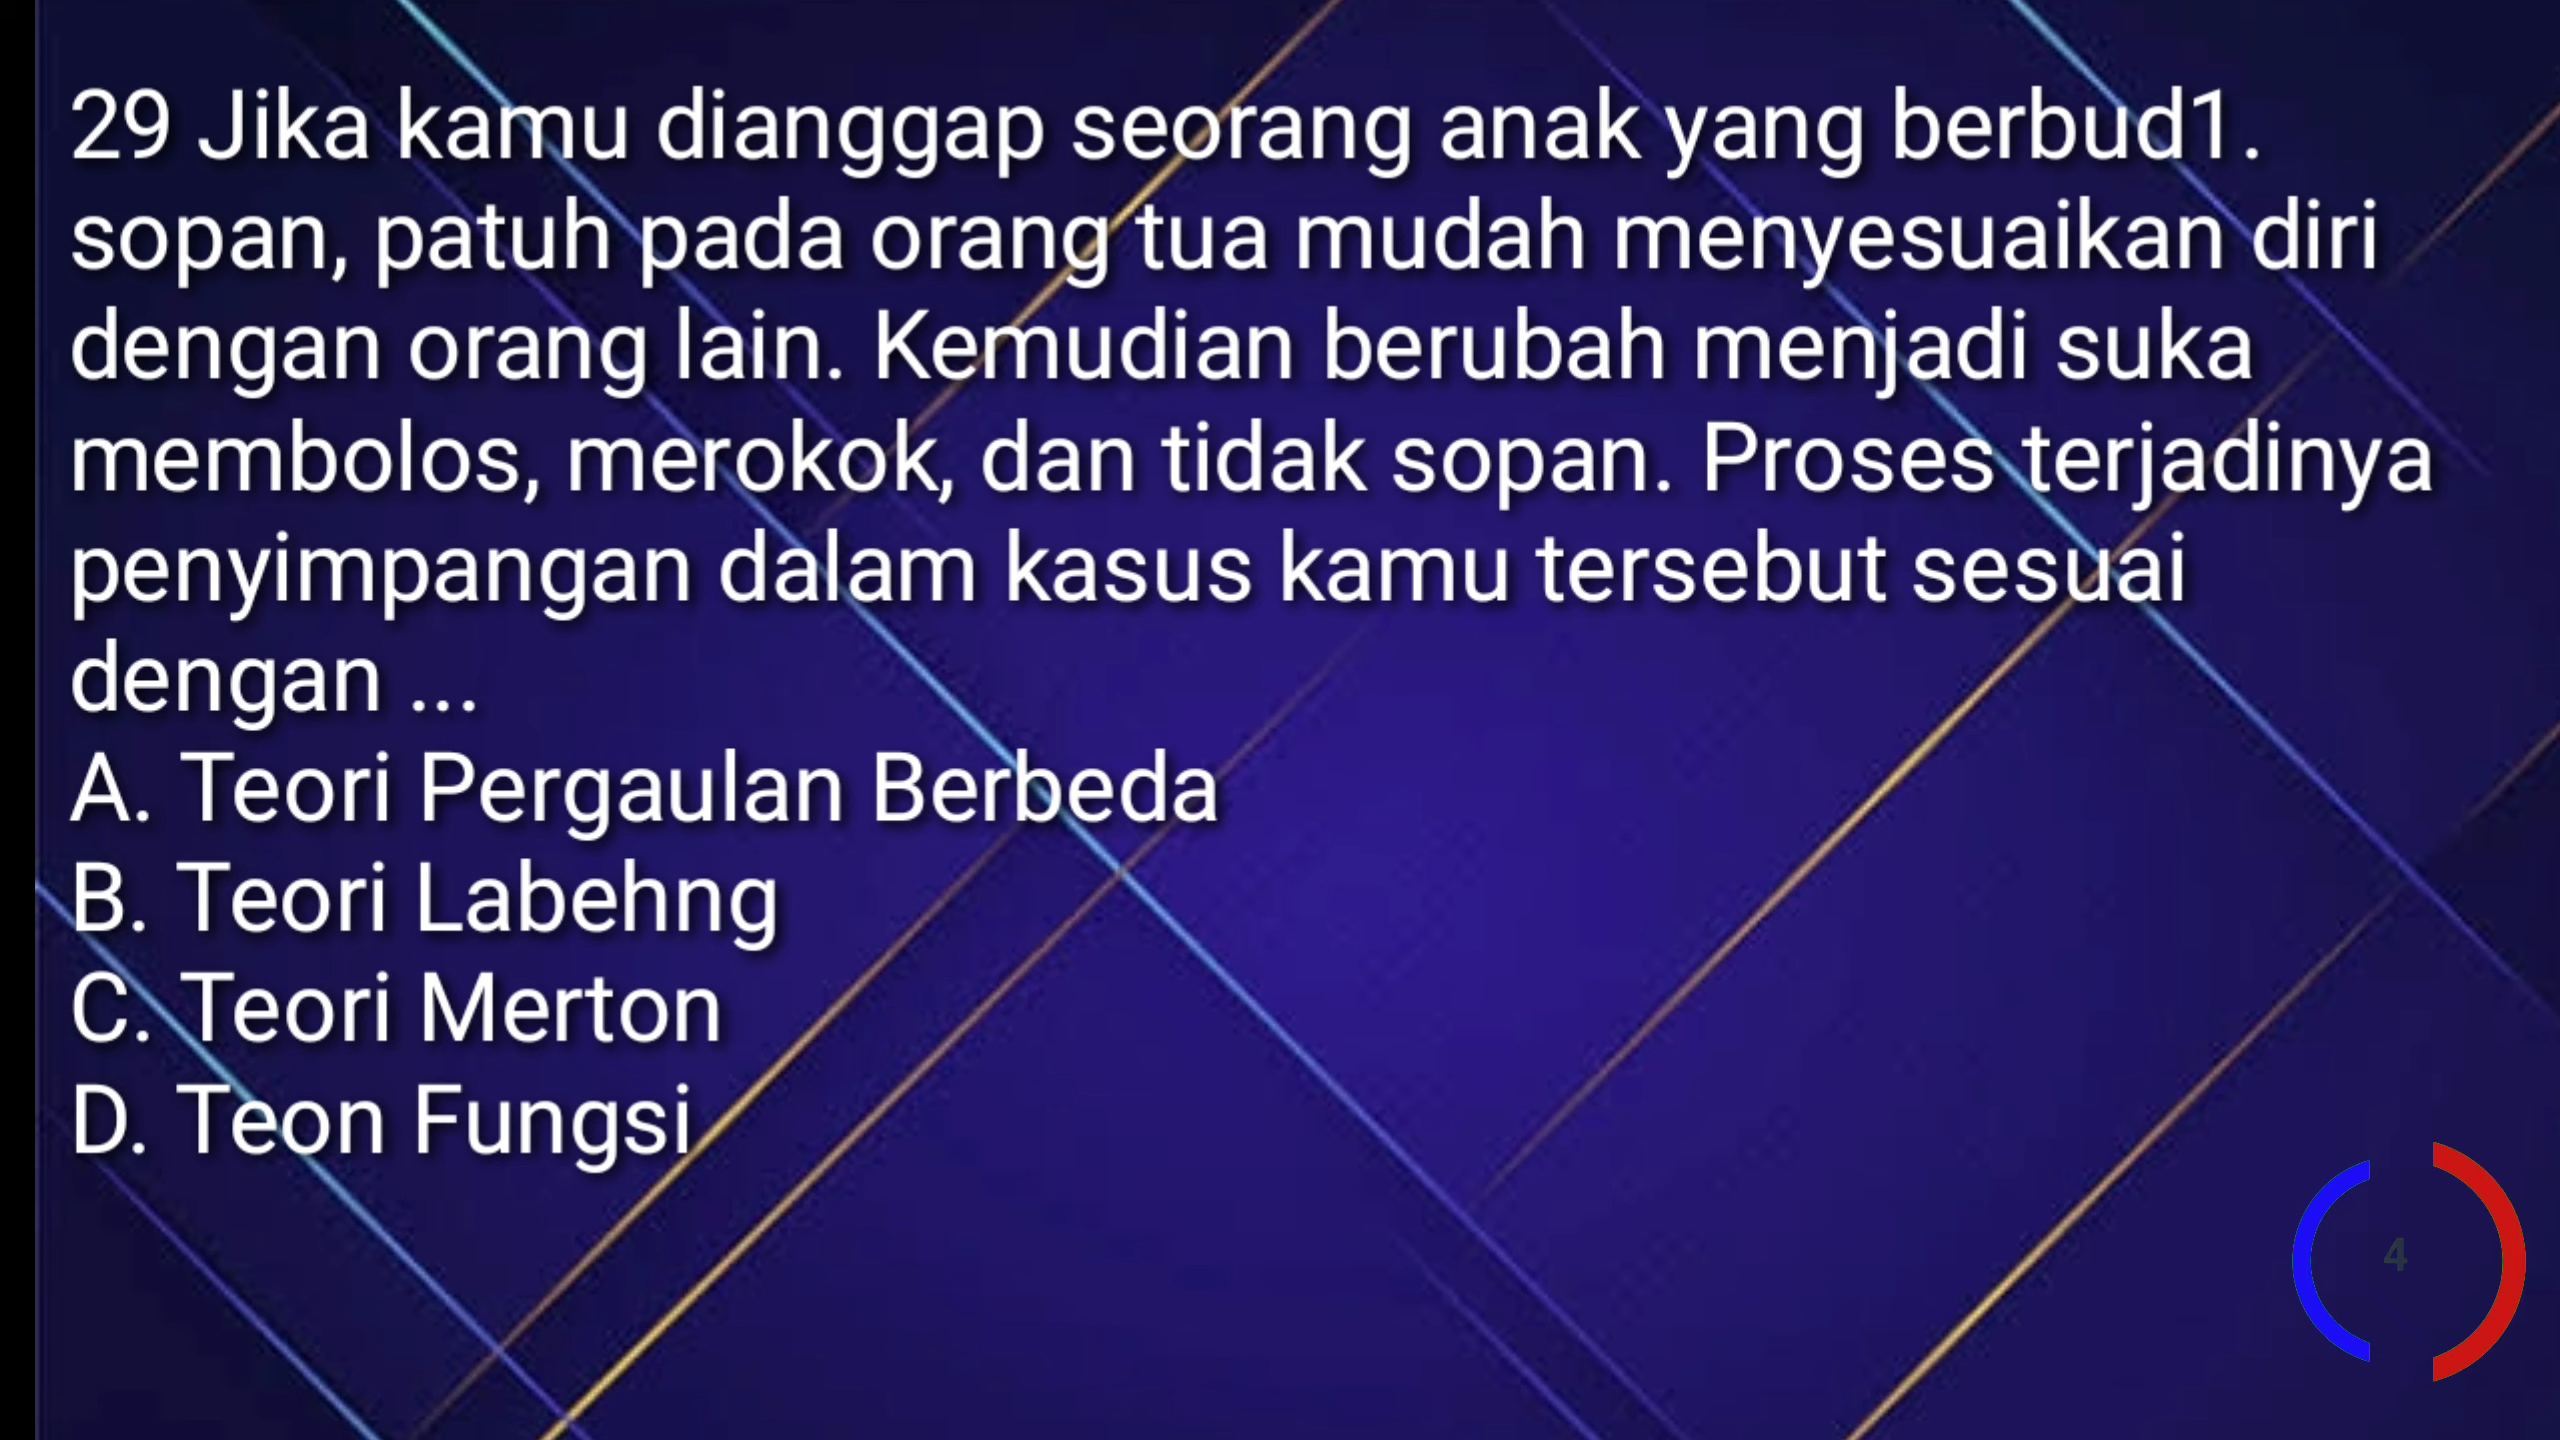 29 Jika kamu dianggap seorang anak yang berbud1.
sopan, patuh pada orang tua mudah menyesuaikan diri
dengan orang lain. Kemudian berubah menjadi suka
membolos, merokok, dan tidak sopan. Proses terjadinya
penyimpangan dalam kasus kamu tersebut sesuai
dengan ...
A. Teori Pergaulan Berbeda
B. Teori Labehng
C. Teori Merton
D. Teon Fungsi
4